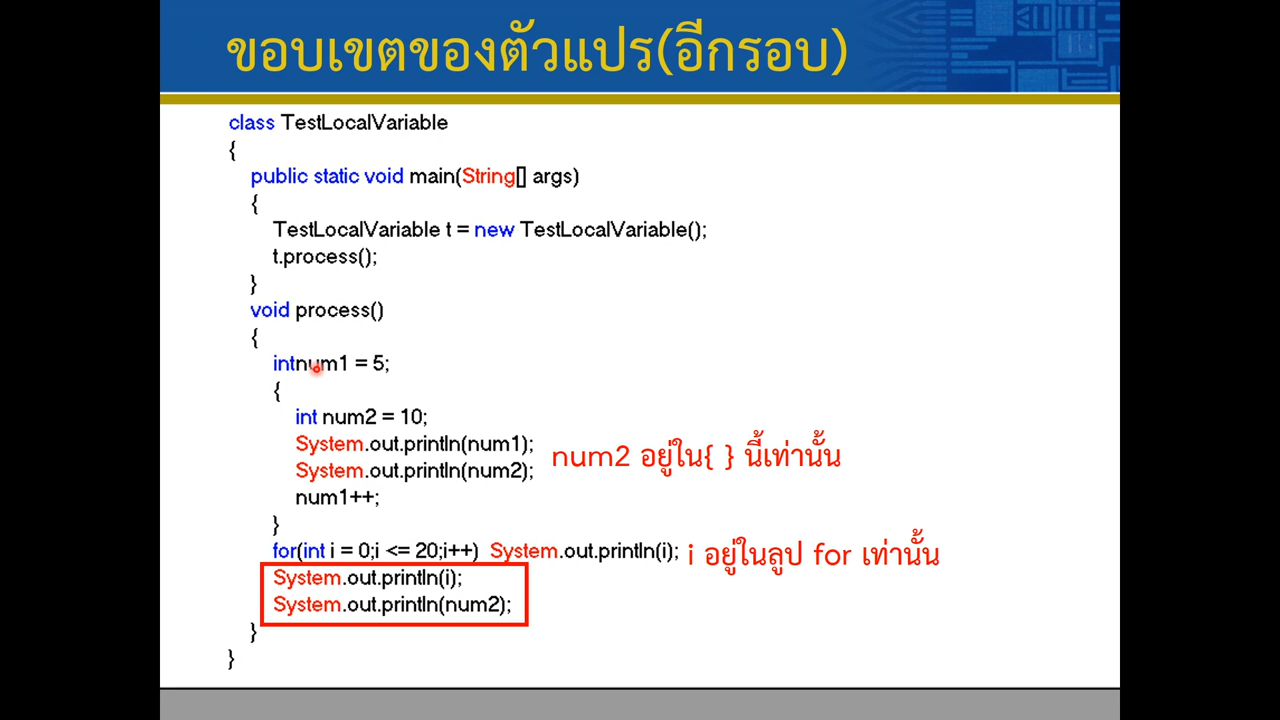 ขอบเขตของตัวแปร(อีกรอบ)
class TestLocalVariable
{
public static void main(String[] args)
{
TestLocalVariable t = new TestLocalVariable();
t.process();
}
void process()
{
intnum1 = 5;
{
int num2 = 10;
System.out.println(num1);
System.out.println(num2);
num2 อยู่ใน{ } นี้เท่านั้น
num1++;
}
for(int i = 0;i <= 20;i++) System.out.println(i); i อยู่ในลูป for เท่านั้น
System.out.println(i);
System.out.println(num2);
}
}